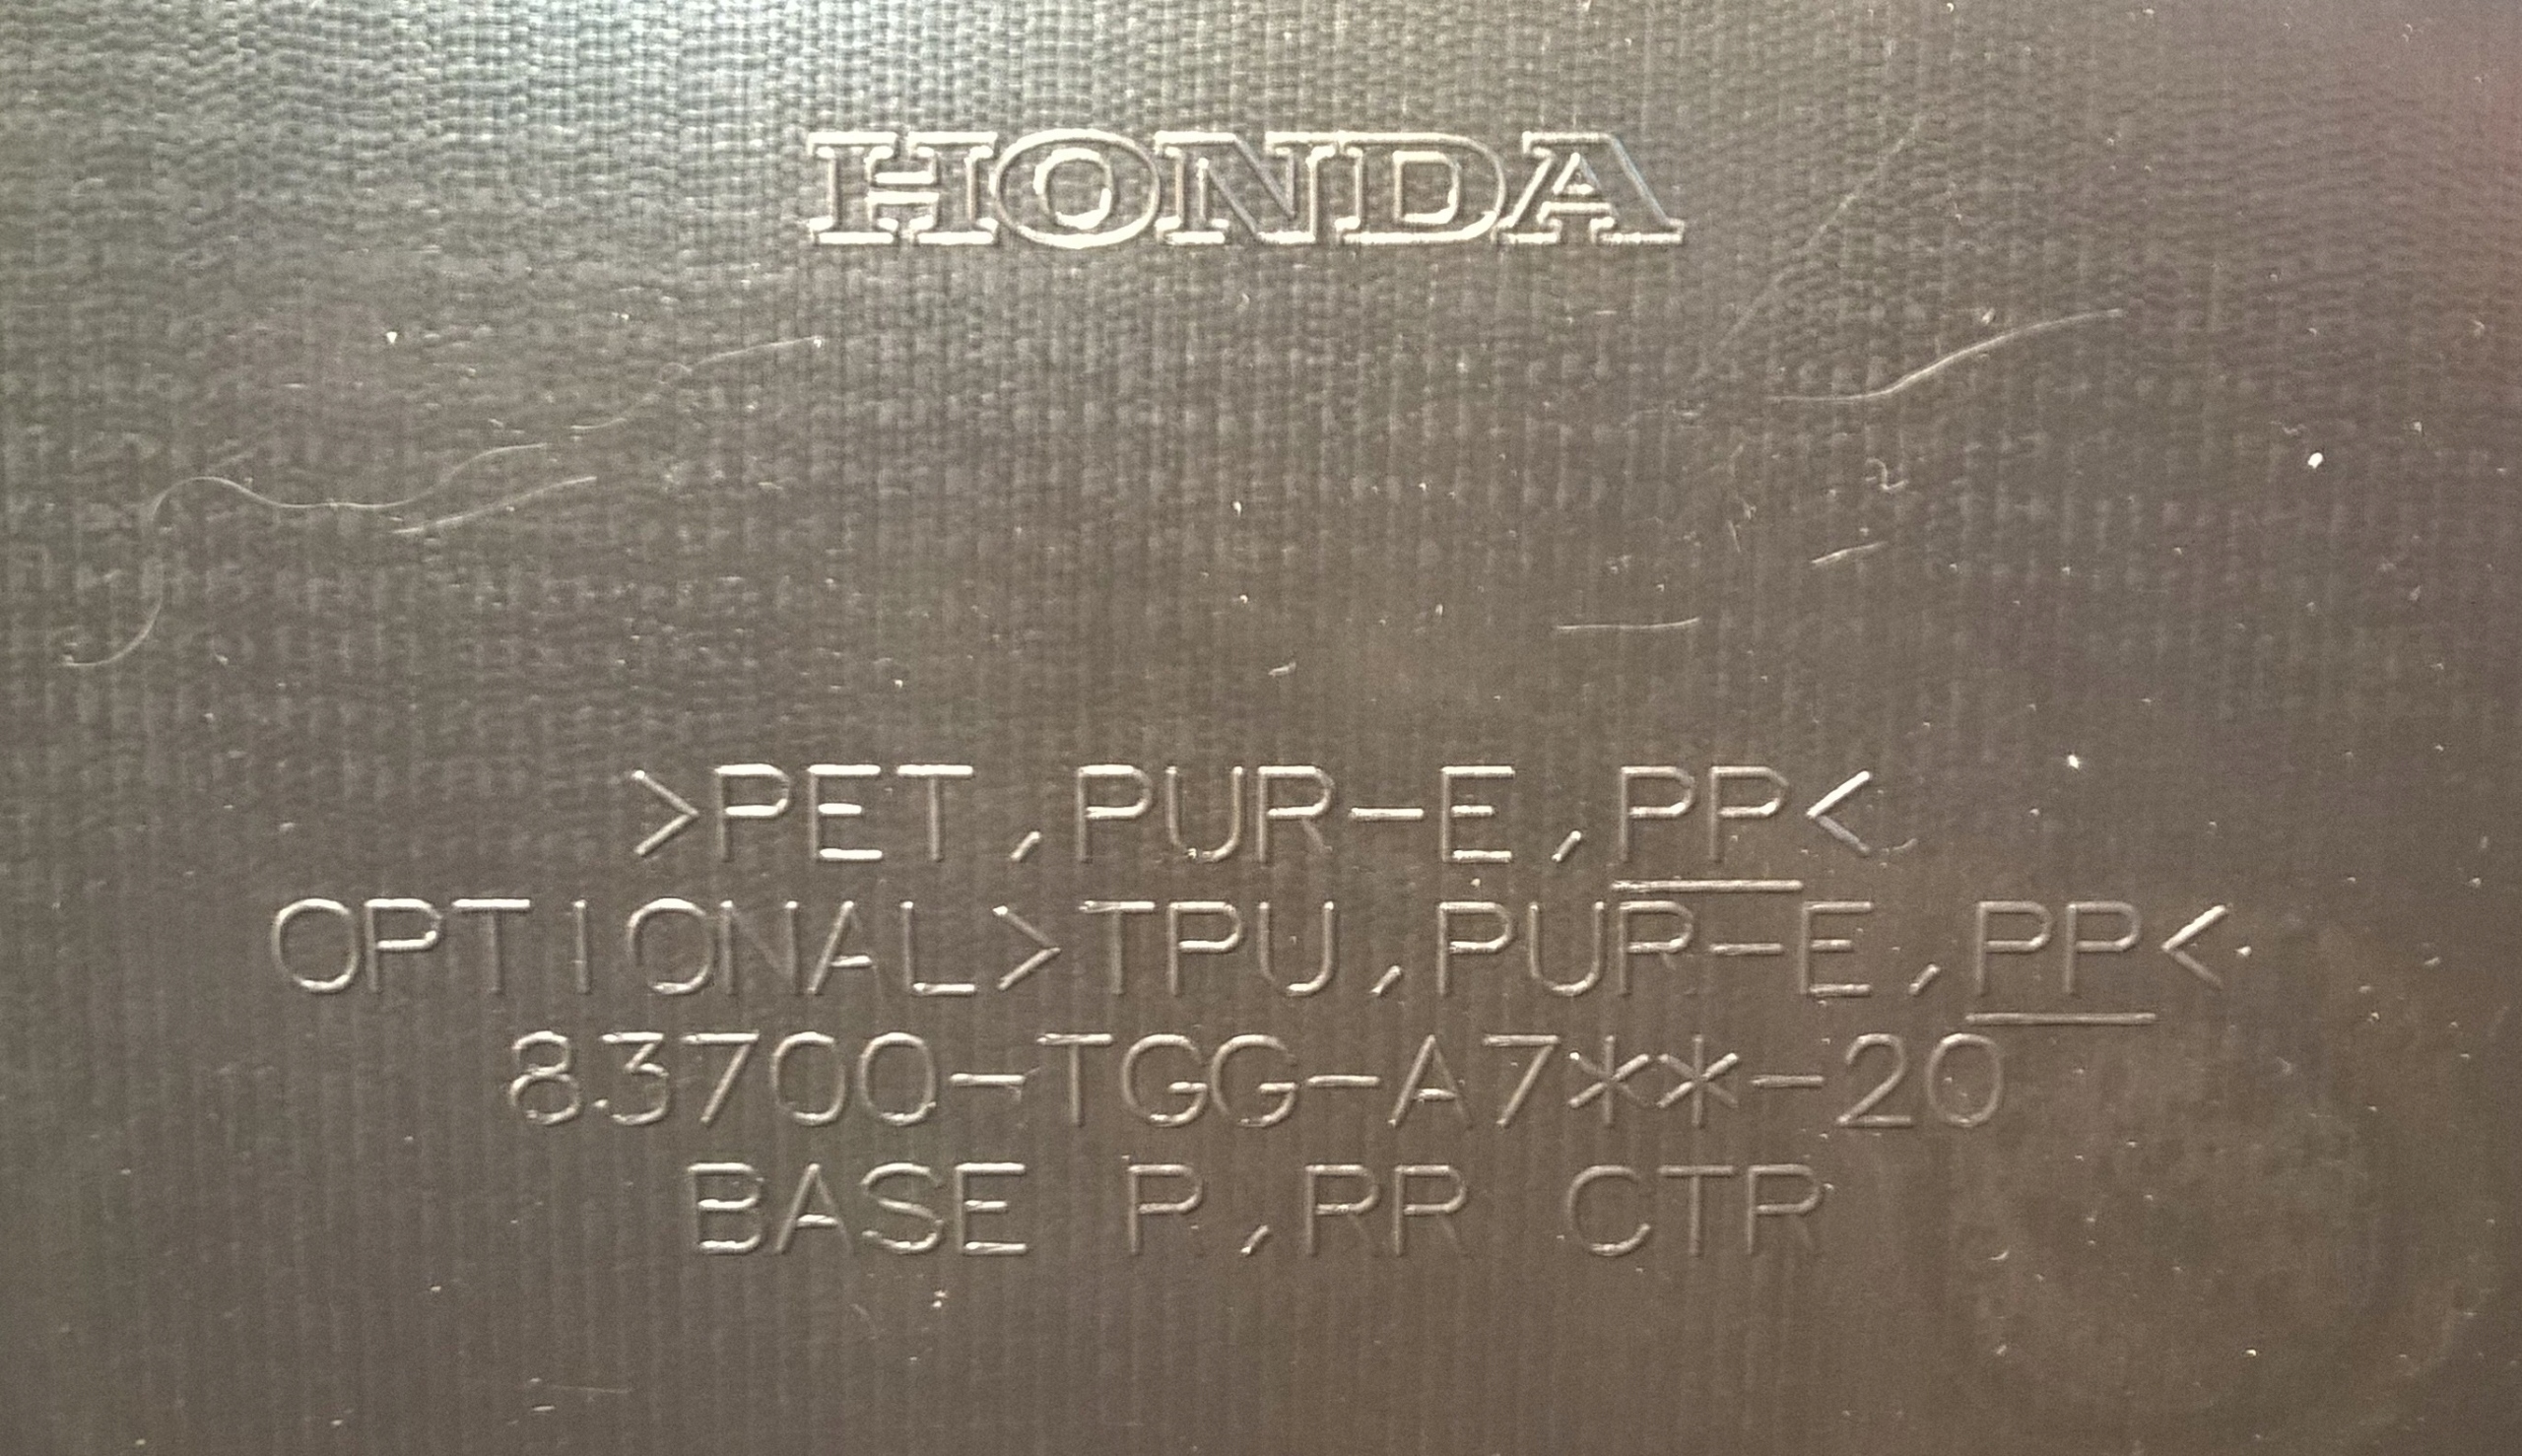 HONDA
>PET,PUR-E,PP<
OPTIONAL>TPU,PUR-E,PP<
83700-TGG-A7**-20
BASE P,RR CTR